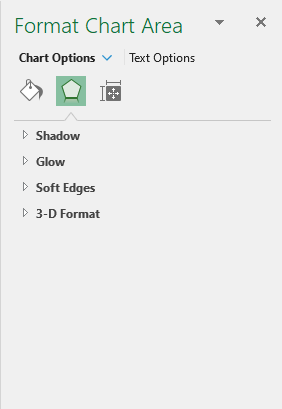 Format Chart Area
Chart Options Text Options
Shadow
Glow
Soft Edges
3-D Format